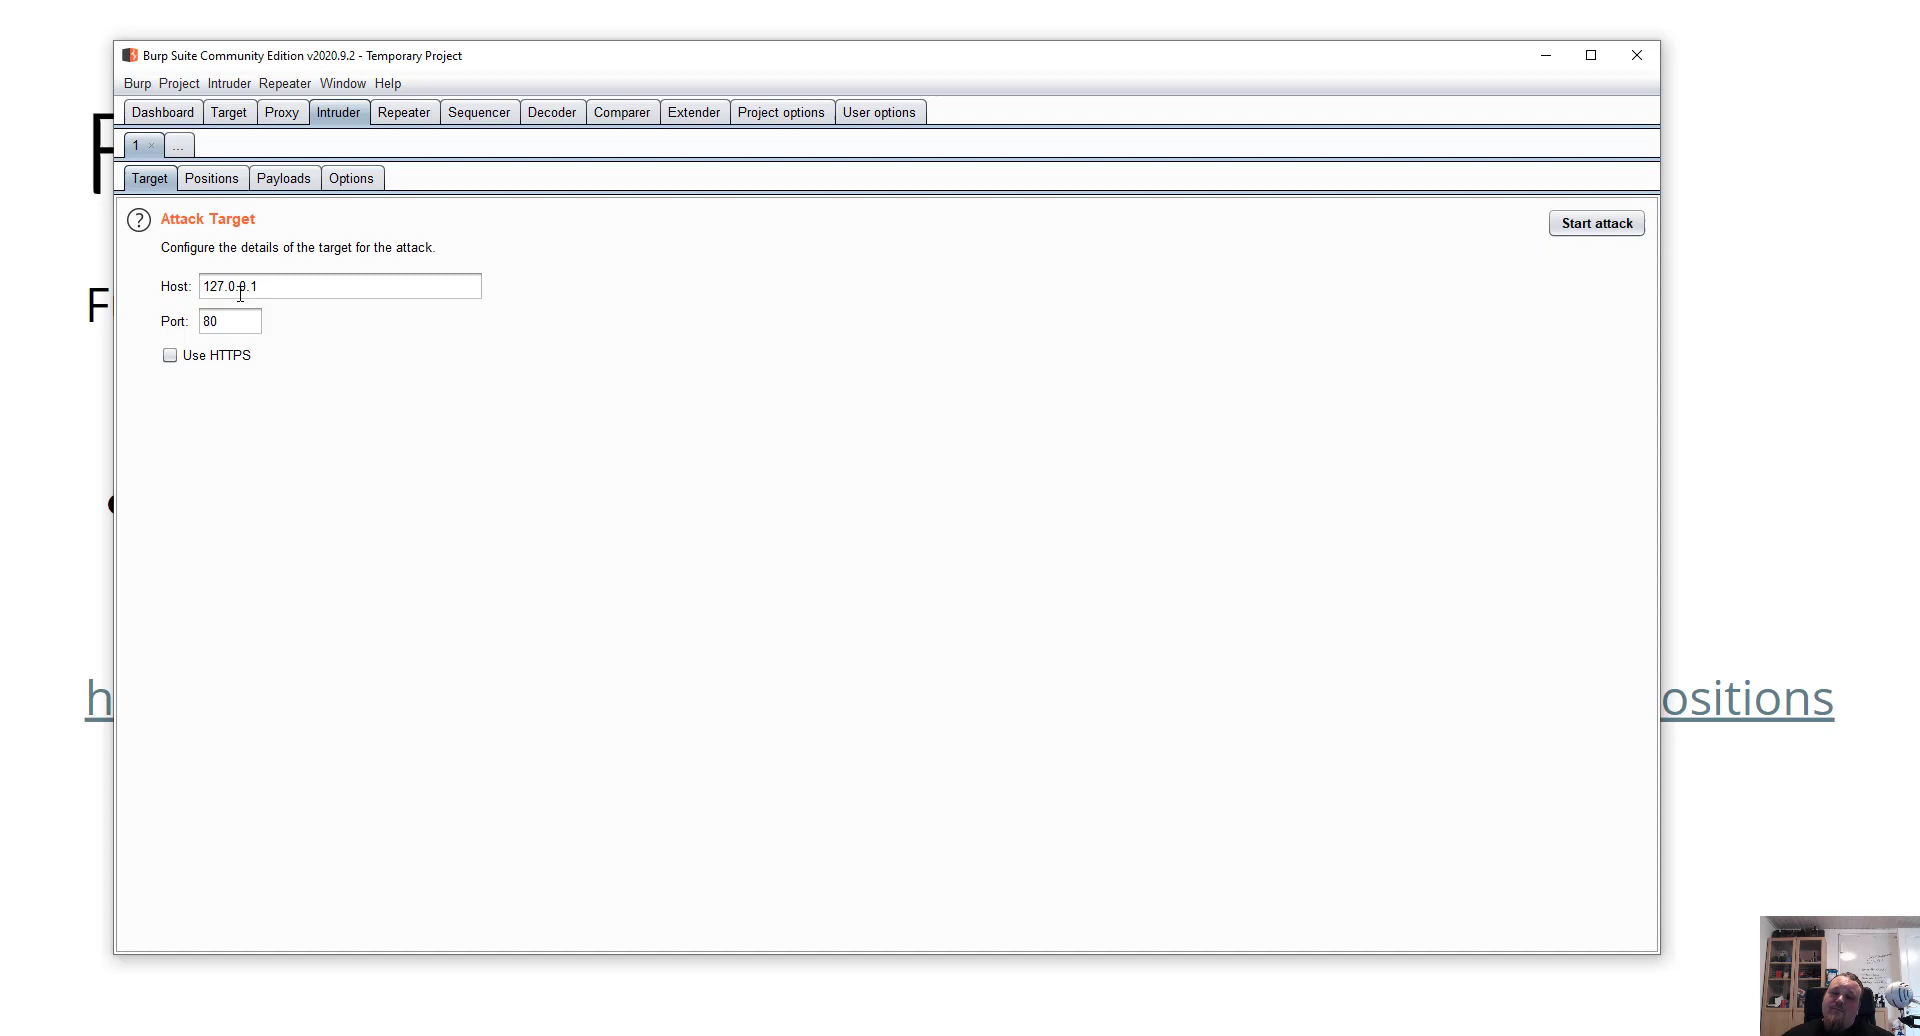 Burp Suite Community Edition v2020.9.2 - Temporary Project
Burp Project Intruder Repeater Window Help
Dashboard Target Proxy Intruder Repeater Sequencer Decoder Comparer Extender Project options User options
1 × ...
Target Positions Payloads Options
? Attack Target
Start attack
Configure the details of the target for the attack.
Host: 127.0.0.1
Port: 80
Use HTTPS
F
F
h
ositions